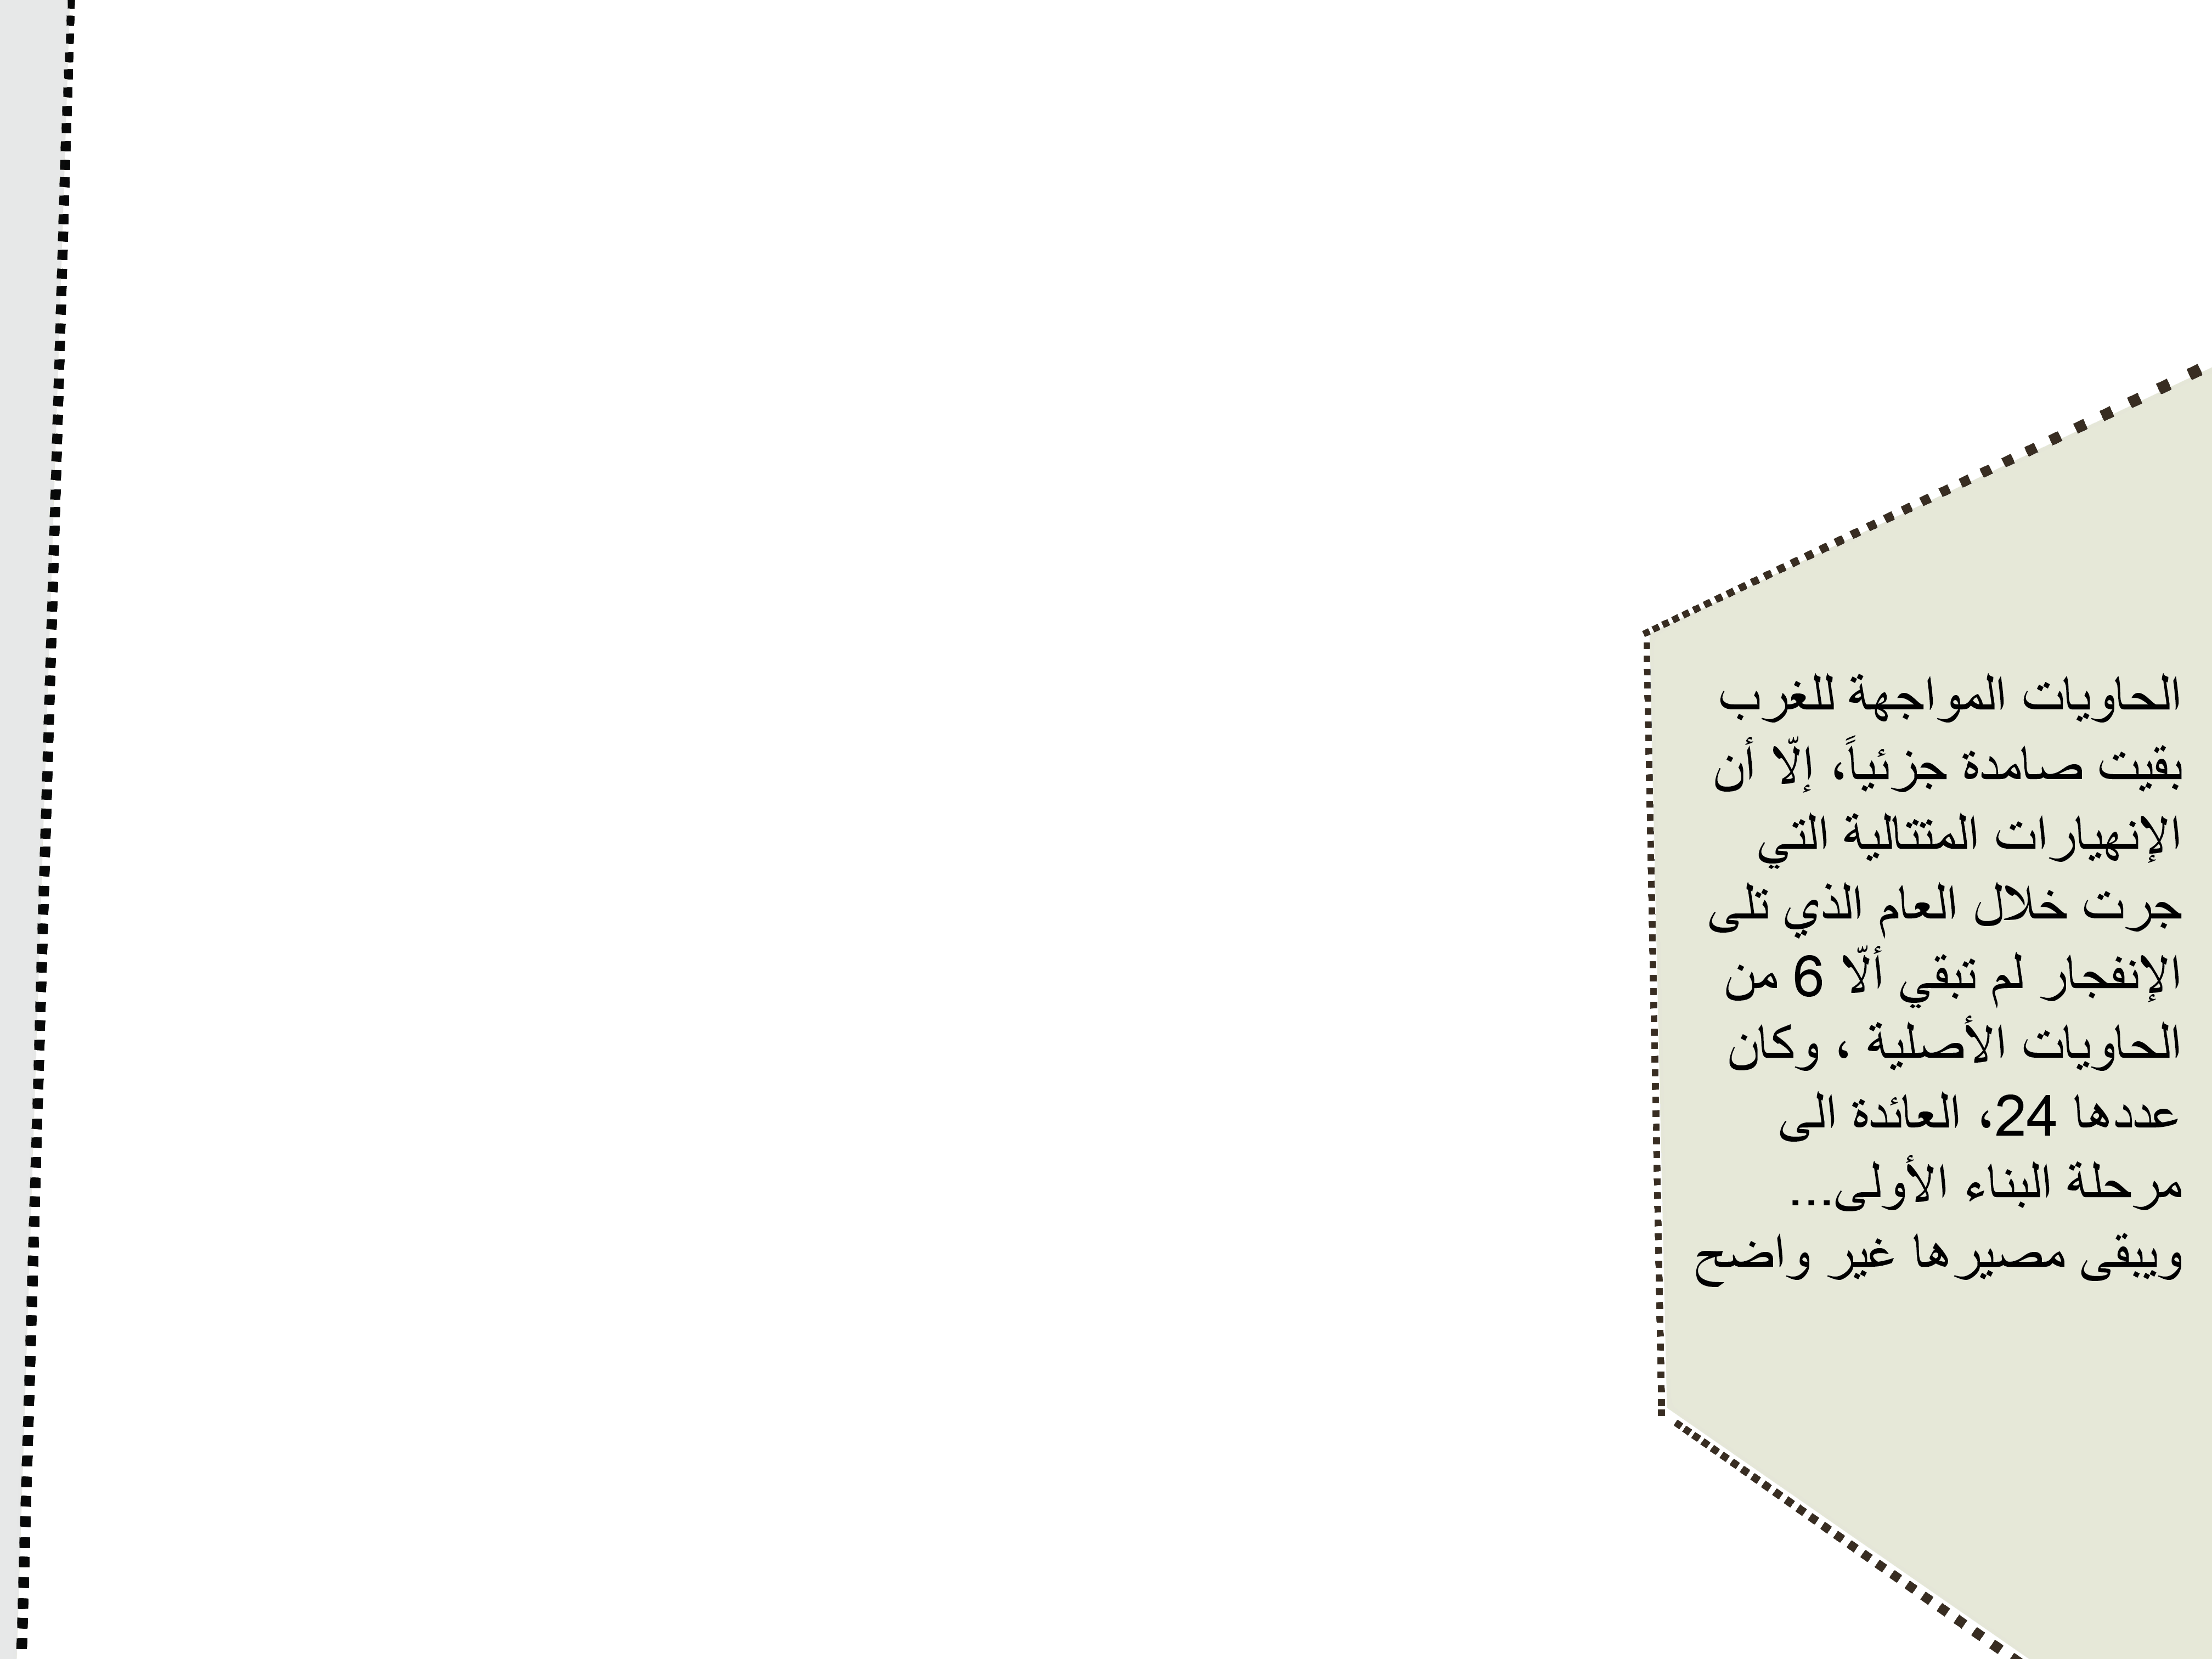 الحاويات المواجهة للغرب
بقيت صامدة جزئياً، إلّا أن
الإنهيارات المتتالية التي
جرت خلال العام الذي تلى
الإنفجار لم تبقي ألّا 6 من
الحاويات الأصلية ، وكان
عددها 24، العائدة الى
مرحلة البناء الأولى...
ويبقى مصيرها غير واضح